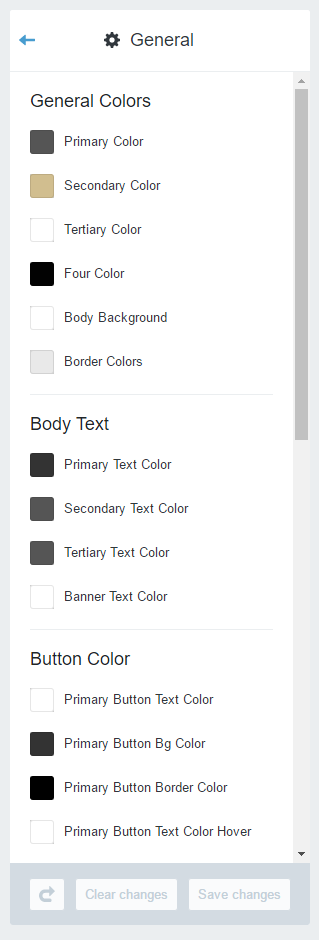 General
General Colors
Primary Color
Secondary Color
Tertiary Color
Four Color
Body Background
Border Colors
Body Text
Primary Text Color
Secondary Text Color
Tertiary Text Color
Banner Text Color
Button Color
Primary Button Text Color
Primary Button Bg Color
Primary Button Border Color
Primary Button Text Color Hover
Clear changes
Save changes